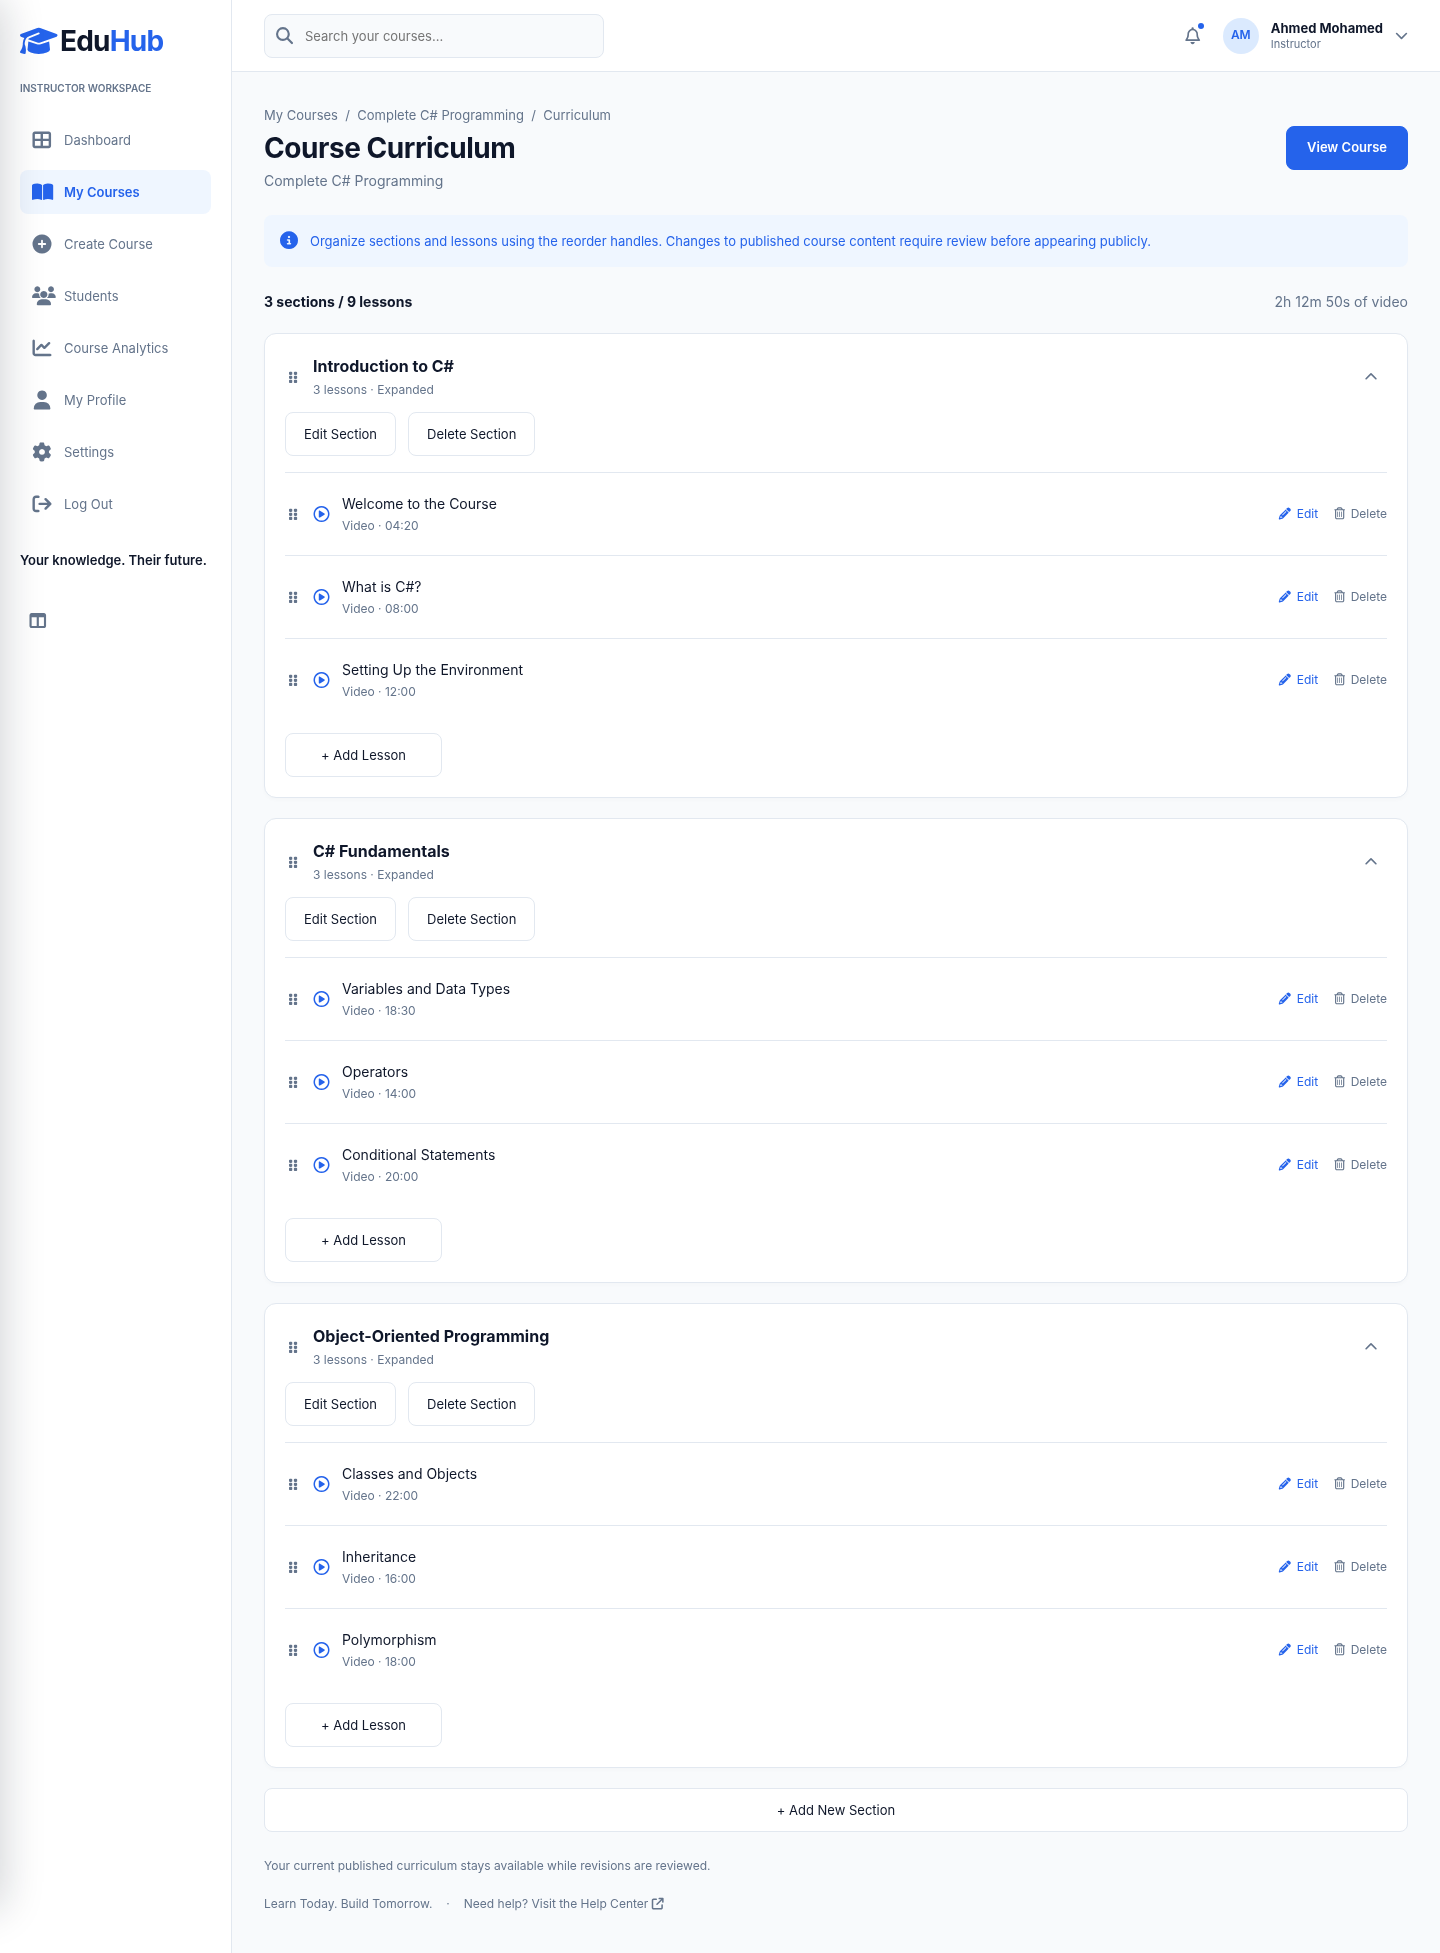 EduHub
INSTRUCTOR WORKSPACE
Dashboard
My Courses
Create Course
Students
Course Analytics
My Profile
Settings
Log Out
Your knowledge. Their future.
Search your courses...
AM
Ahmed Mohamed
Instructor
My Courses / Complete C# Programming / Curriculum
Course Curriculum
Complete C# Programming
View Course
Organize sections and lessons using the reorder handles. Changes to published course content require review before appearing publicly.
3 sections / 9 lessons
2h 12m 50s of video
Introduction to C#
3 lessons · Expanded
Edit Section
Delete Section
Welcome to the Course
Video · 04:20
Edit
Delete
What is C#?
Video · 08:00
Edit
Delete
Setting Up the Environment
Video · 12:00
Edit
Delete
+ Add Lesson
C# Fundamentals
3 lessons · Expanded
Edit Section
Delete Section
Variables and Data Types
Video · 18:30
Edit
Delete
Operators
Video · 14:00
Edit
Delete
Conditional Statements
Video · 20:00
Edit
Delete
+ Add Lesson
Object-Oriented Programming
3 lessons · Expanded
Edit Section
Delete Section
Classes and Objects
Video · 22:00
Edit
Delete
Inheritance
Video · 16:00
Edit
Delete
Polymorphism
Video · 18:00
Edit
Delete
+ Add Lesson
+ Add New Section
Your current published curriculum stays available while revisions are reviewed.
Learn Today. Build Tomorrow. · Need help? Visit the Help Center